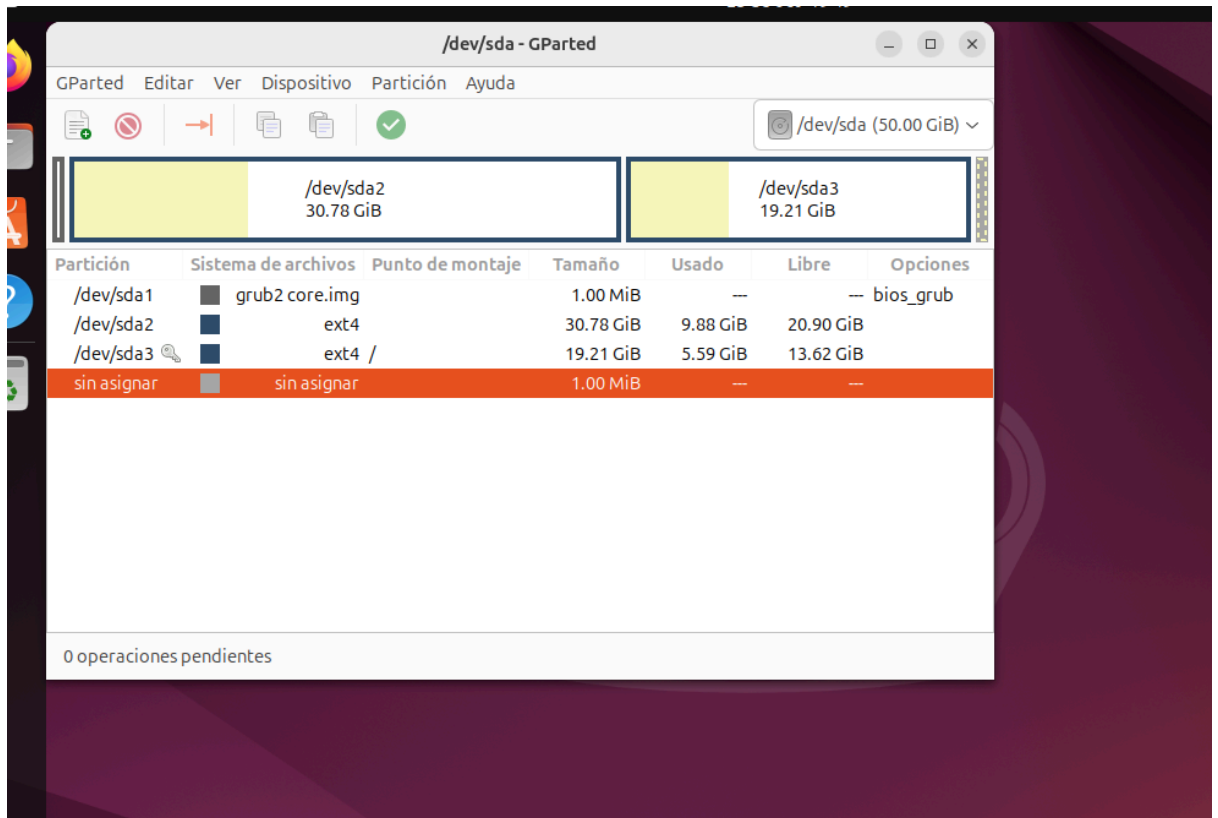 /dev/sda - GParted
GParted Editar Ver Dispositivo Partición Ayuda
/dev/sda (50.00 GiB)
/dev/sda2
30.78 GiB
/dev/sda3
19.21 GiB
Partición Sistema de archivos Punto de montaje Tamaño Usado Libre Opciones
/dev/sda1 grub2 core.img 1.00 MiB --- --- bios_grub
/dev/sda2 ext4 30.78 GiB 9.88 GiB 20.90 GiB
/dev/sda3 ext4 / 19.21 GiB 5.59 GiB 13.62 GiB
sin asignar sin asignar 1.00 MiB --- ---
0 operaciones pendientes